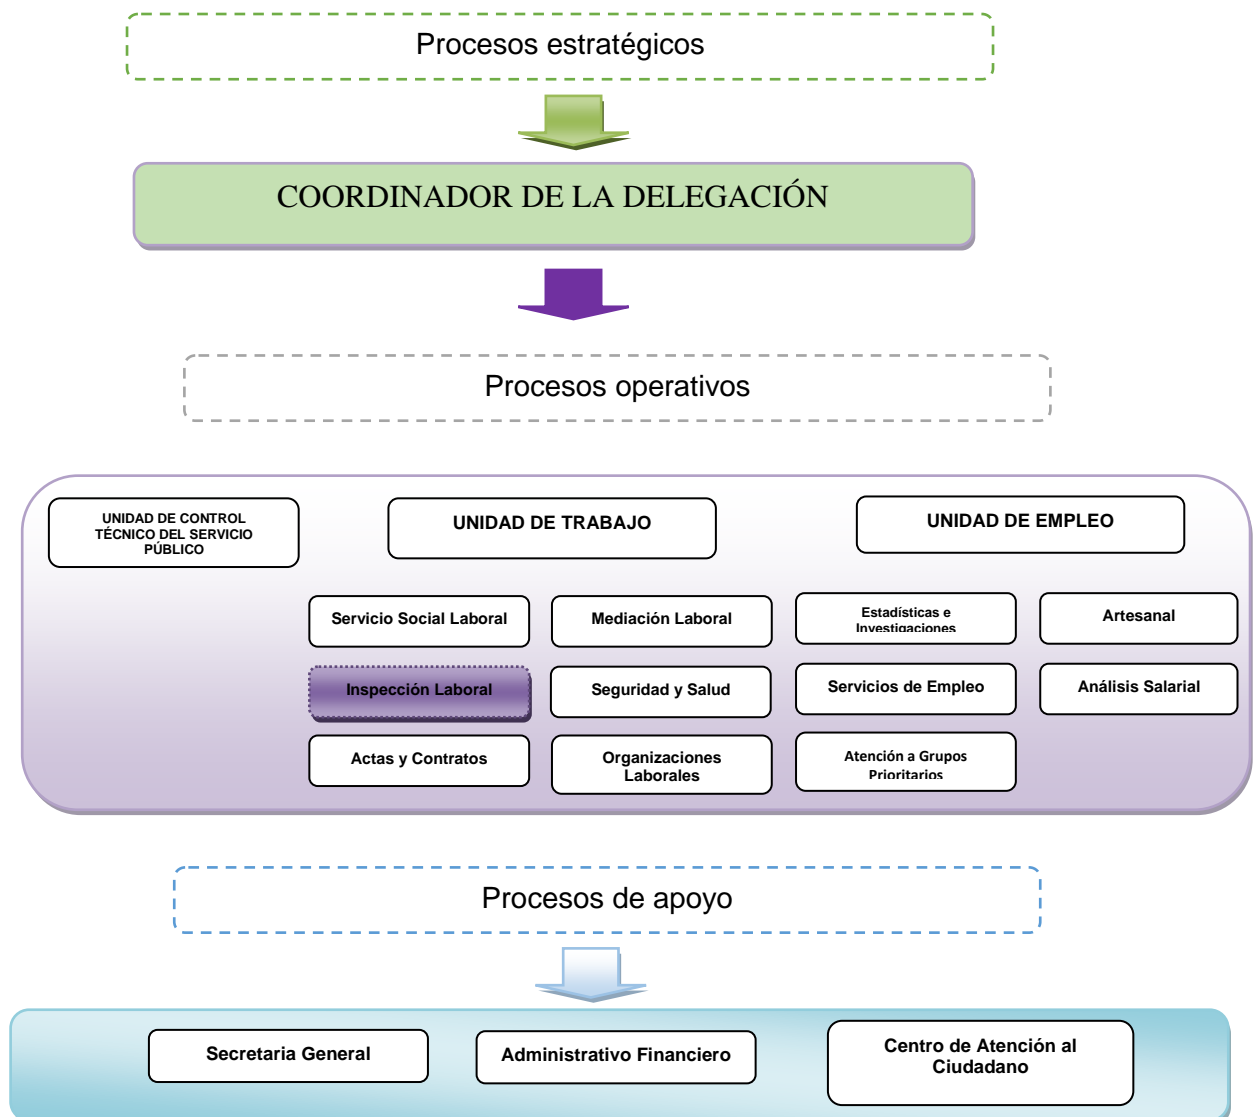 Procesos estratégicos
COORDINADOR DE LA DELEGACIÓN
Procesos operativos
UNIDAD DE CONTROL
TÉCNICO DEL SERVICIO
PÚBLICO
UNIDAD DE TRABAJO
UNIDAD DE EMPLEO
Servicio Social Laboral
Mediación Laboral
Estadísticas e
Investigaciones
Artesanal
Inspección Laboral
Seguridad y Salud
Servicios de Empleo
Análisis Salarial
Actas y Contratos
Organizaciones
Laborales
Atención a Grupos
Prioritarios
Procesos de apoyo
Secretaria General
Administrativo Financiero
Centro de Atención al
Ciudadano